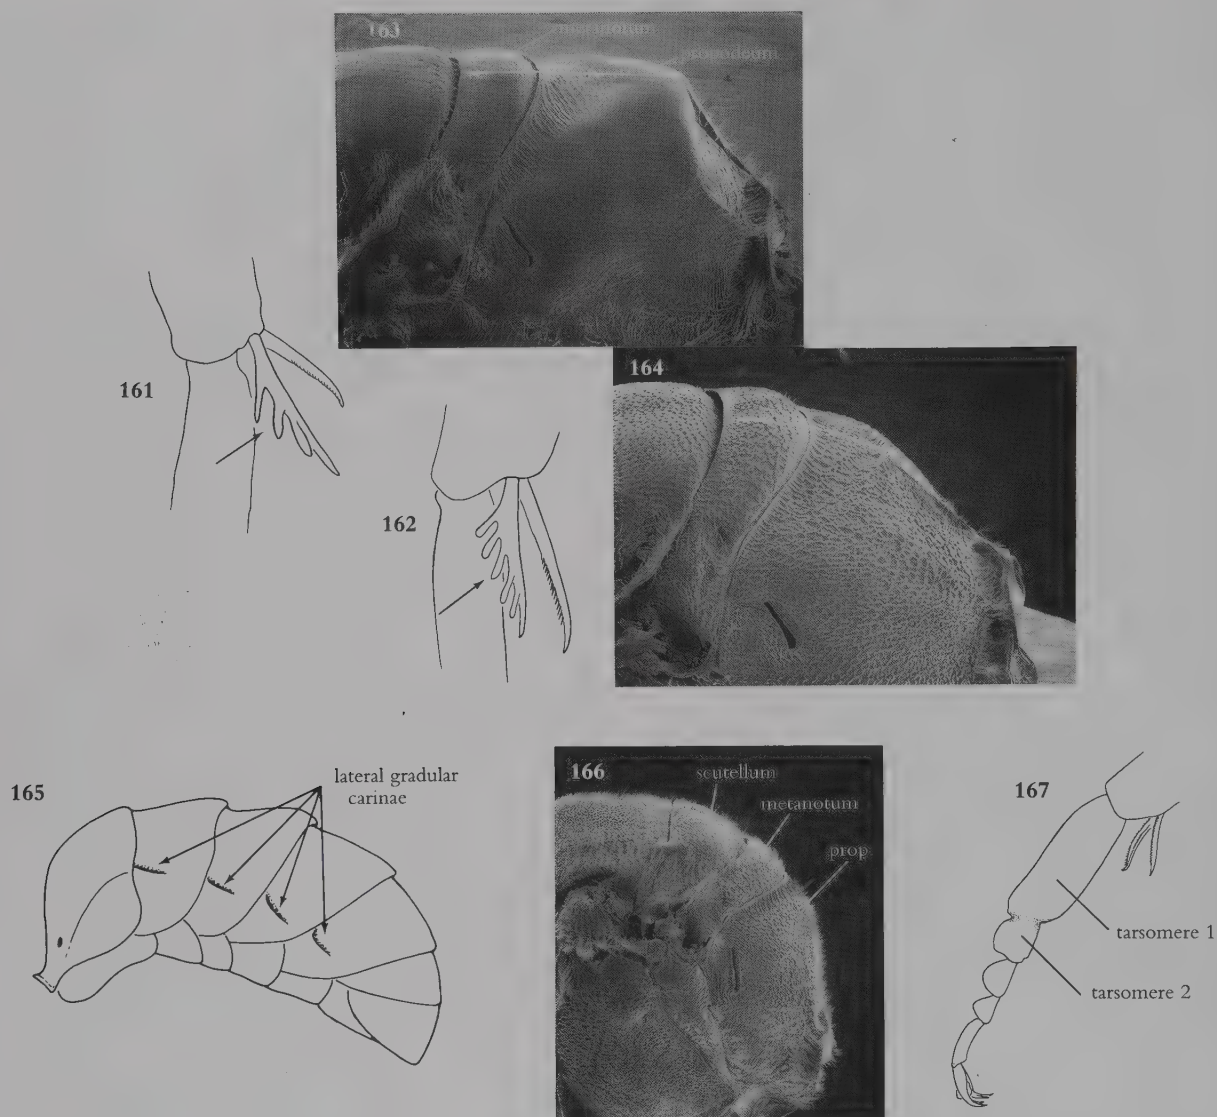 163
metanotum
propodeum
161
164
162
165
lateral gradular
carinae
166
scutellum
metanotum
prop
167
tarsomere 1
tarsomere 2